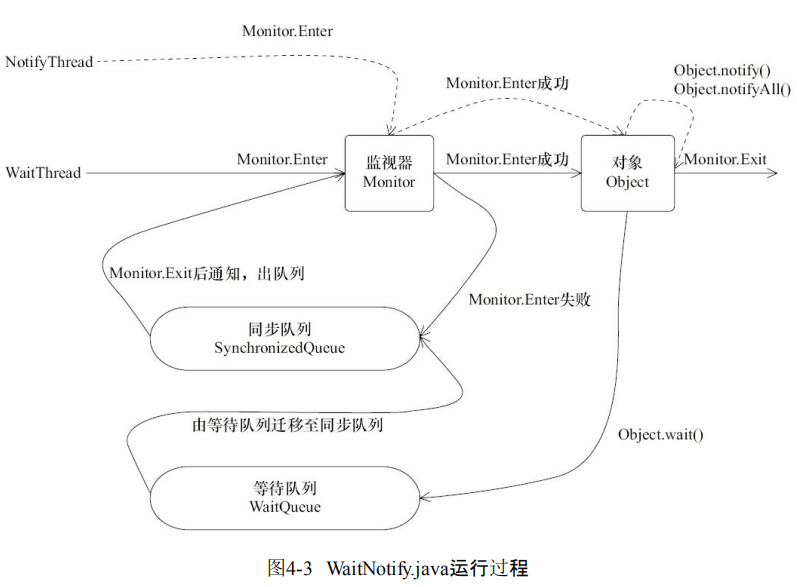 Monitor.Enter
NotifyThread
Monitor.Enter成功
Object.notify()
Object.notifyAll()
WaitThread
Monitor.Enter
监视器
Monitor
Monitor.Enter成功
对象
Object
Monitor.Exit
Monitor.Exit后通知，出队列
Monitor.Enter失败
同步队列
SynchronizedQueue
由等待队列迁移至同步队列
Object.wait()
等待队列
WaitQueue
图4-3 WaitNotify.java运行过程